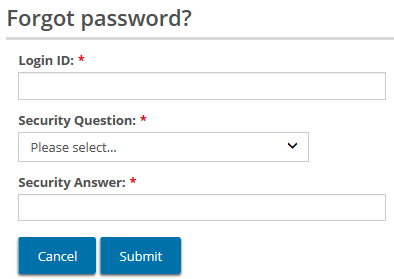 Forgot password?
Login ID: *
Security Question: *
Please select...
Security Answer: *
Cancel Submit